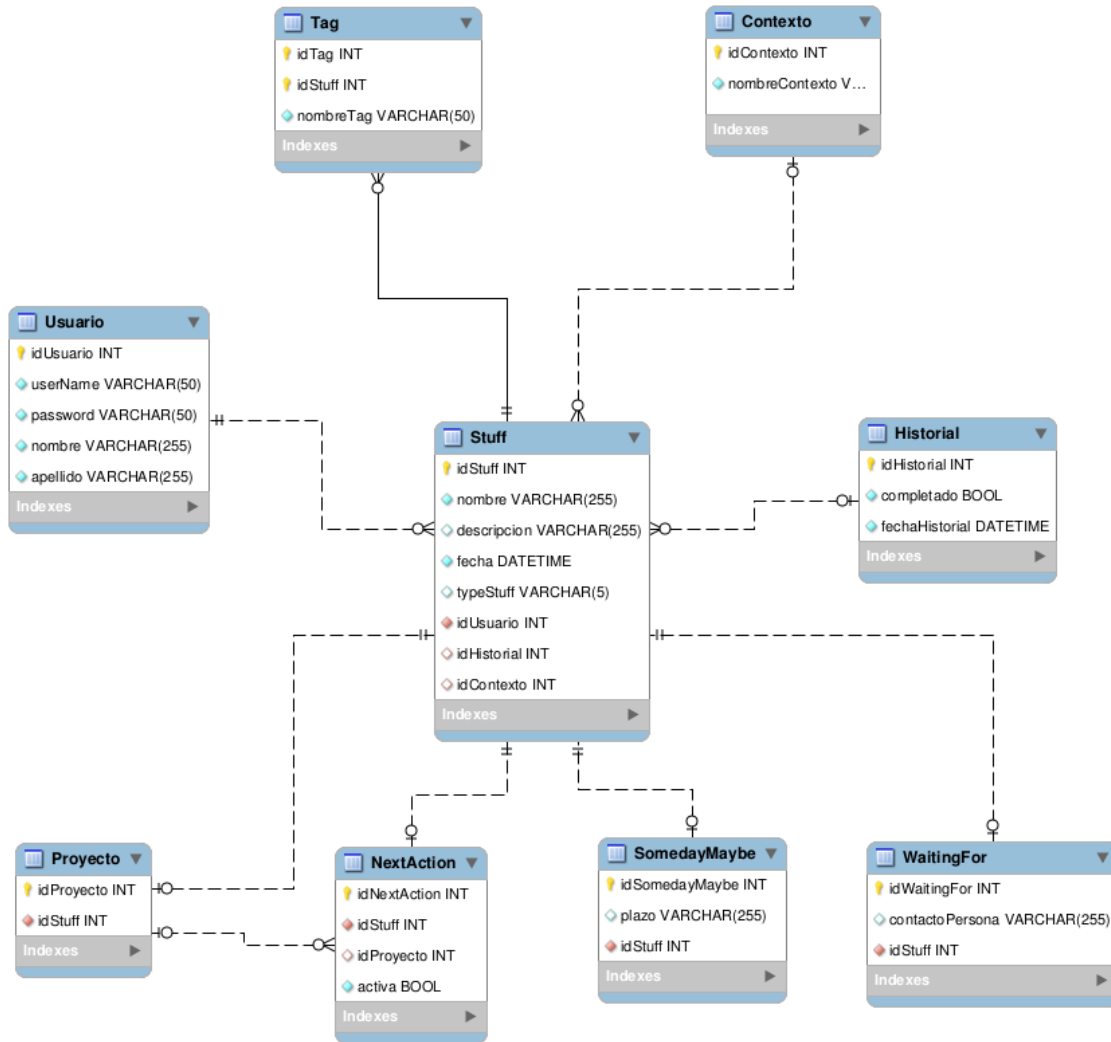 Tag
idTag INT
idStuff INT
nombreTag VARCHAR(50)
Indexes
Contexto
idContexto INT
nombreContexto V...
Indexes
Usuario
idUsuario INT
userName VARCHAR(50)
password VARCHAR(50)
nombre VARCHAR(255)
apellido VARCHAR(255)
Indexes
Stuff
idStuff INT
nombre VARCHAR(255)
descripcion VARCHAR(255)
fecha DATETIME
typeStuff VARCHAR(5)
idUsuario INT
idHistorial INT
idContexto INT
Indexes
Historial
idHistorial INT
completado BOOL
fechaHistorial DATETIME
Indexes
Proyecto
idProyecto INT
idStuff INT
Indexes
NextAction
idNextAction INT
idStuff INT
idProyecto INT
activa BOOL
Indexes
SomedayMaybe
idSomedayMaybe INT
plazo VARCHAR(255)
idStuff INT
Indexes
WaitingFor
idWaitingFor INT
contactoPersona VARCHAR(255)
idStuff INT
Indexes